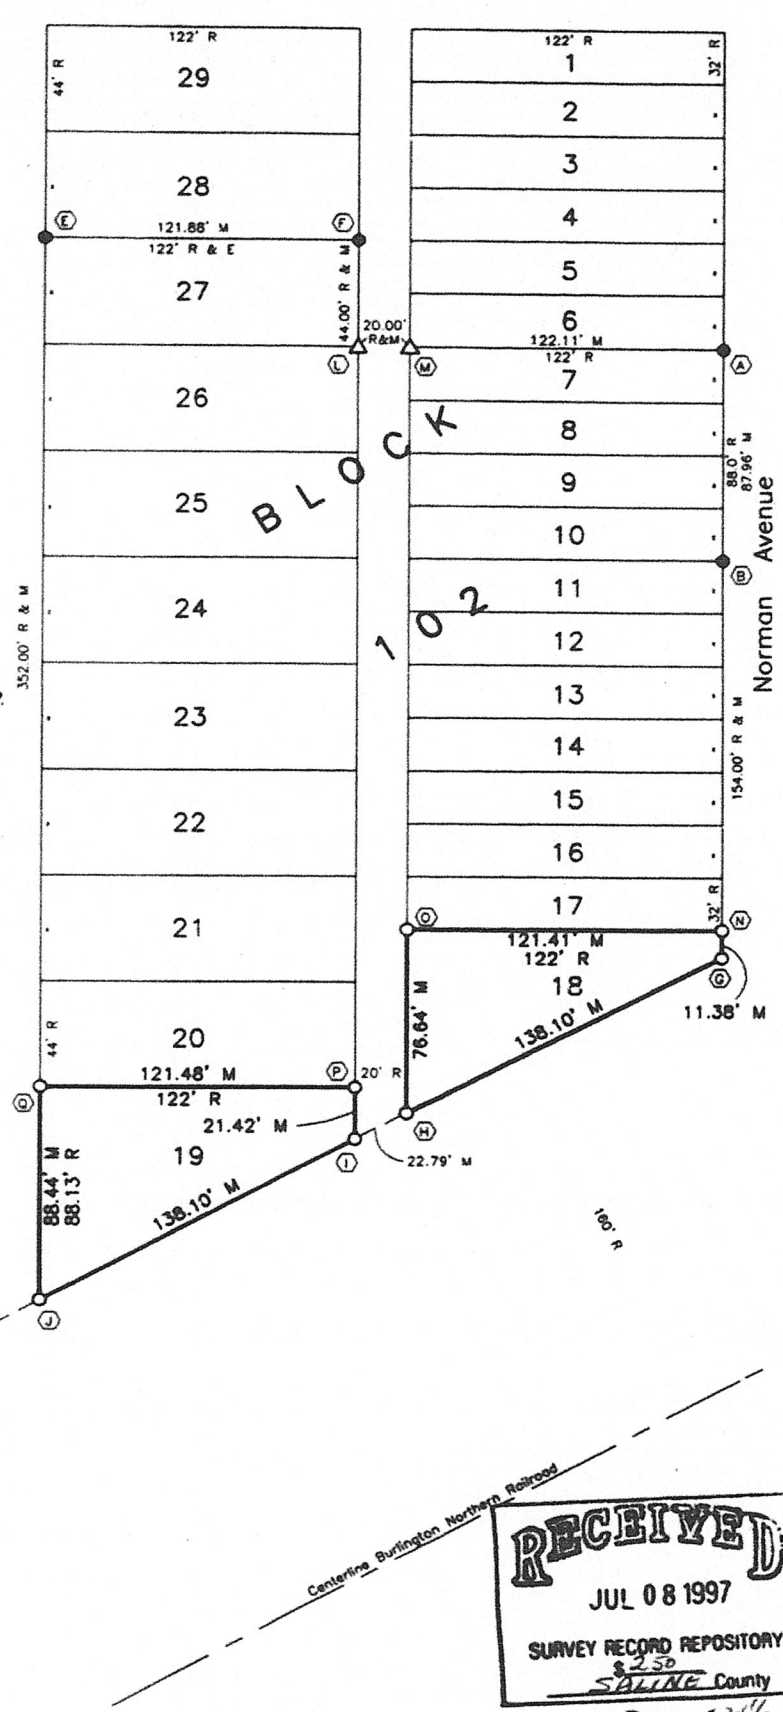 122' R
44' R
29
28
E
F
121.88' M
122' R & E
27
44.00' R & M
20.00'
R&M
L
M
26
25
24
352.00' R & M
23
22
21
20
44' R
121.48' M
122' R
P
20' R
Q
21.42' M
19
88.44' M
88.13' R
138.10' M
I
J
BLOCK
102
122' R
32' R
1
2
3
4
5
6
122.11' M
122' R
A
7
8
88.0' R
87.96' M
9
10
B
11
12
13
14
154.00' R & M
15
16
17
32' R
O
N
121.41' M
122' R
18
G
76.64' M
138.10' M
11.38' M
H
22.79' M
Norman Avenue
160' R
Centerline Burlington Northern Railroad
RECEIVED
JUL 08 1997
SURVEY RECORD REPOSITORY
$ 2.50
SALINE County